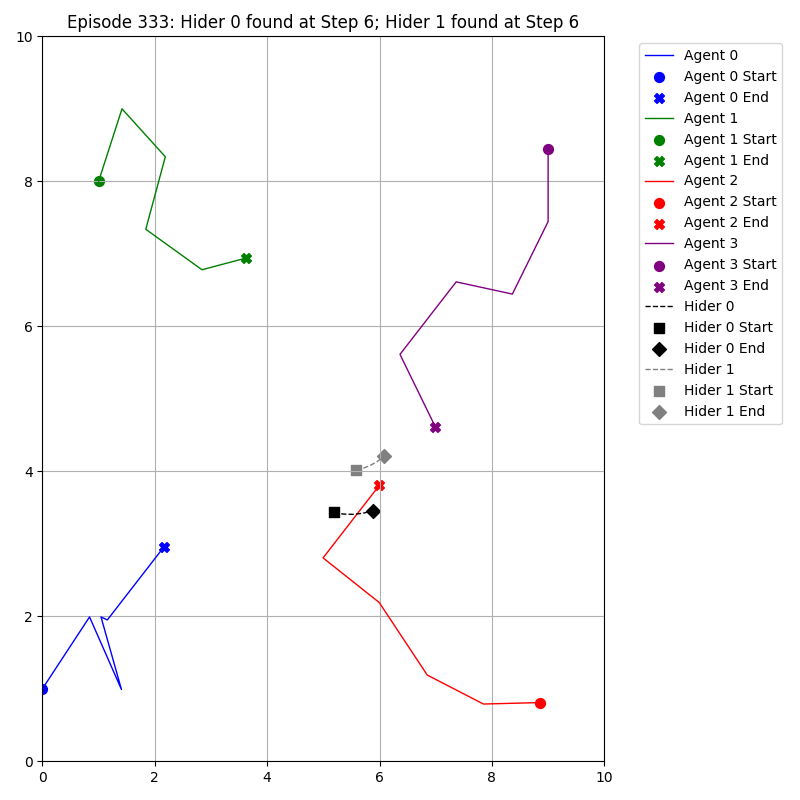 Episode 333: Hider 0 found at Step 6; Hider 1 found at Step 6
10
8
6
4
2
0
0 2 4 6 8 10
Agent 0
Agent 0 Start
Agent 0 End
Agent 1
Agent 1 Start
Agent 1 End
Agent 2
Agent 2 Start
Agent 2 End
Agent 3
Agent 3 Start
Agent 3 End
Hider 0
Hider 0 Start
Hider 0 End
Hider 1
Hider 1 Start
Hider 1 End